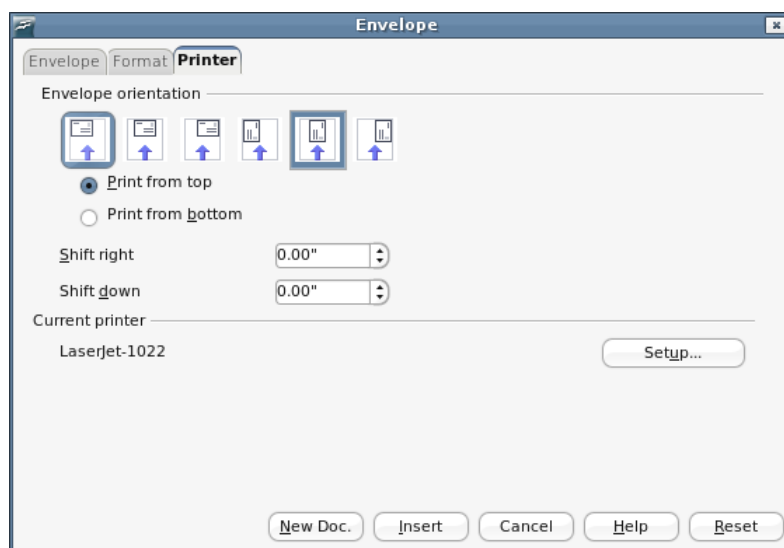 Envelope
Envelope Format Printer
Envelope orientation
Print from top
Print from bottom
Shift right 0.00"
Shift down 0.00"
Current printer
LaserJet-1022 Setup...
New Doc. Insert Cancel Help Reset